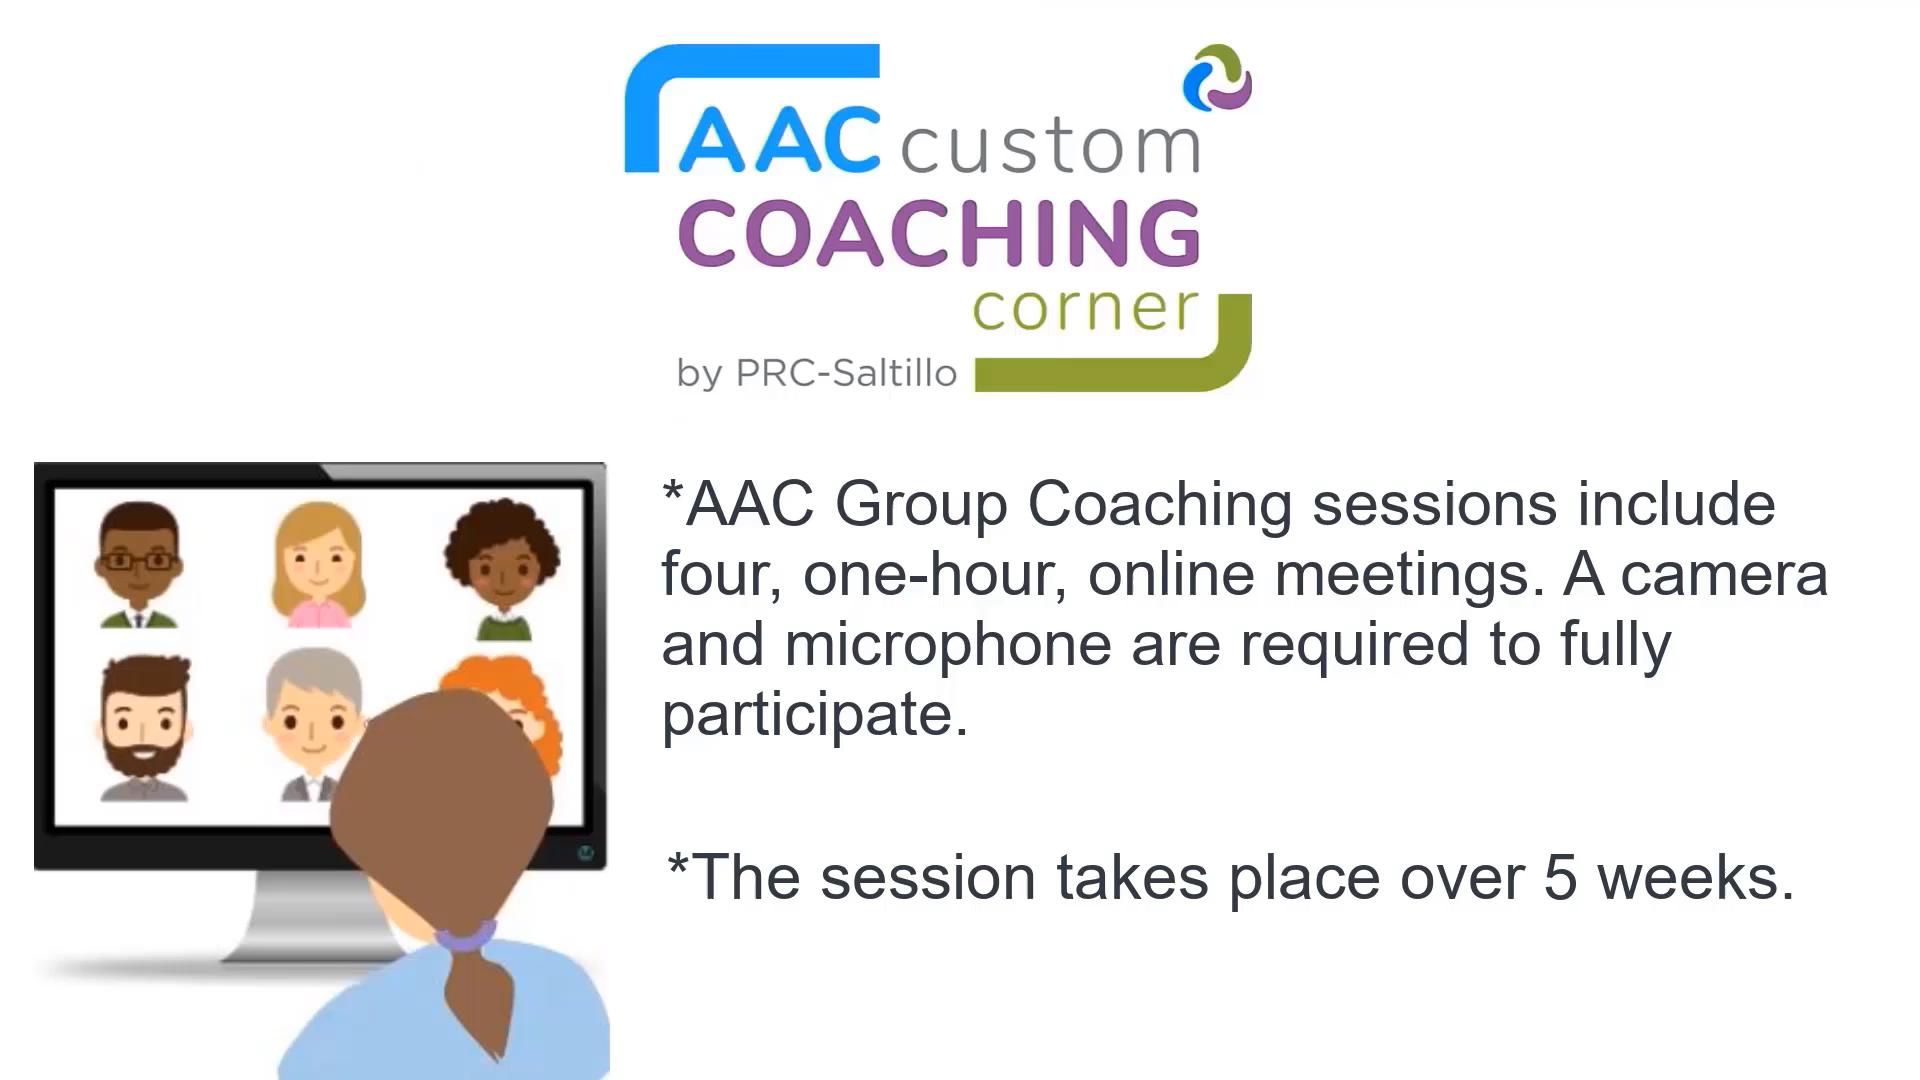 AAC custom
COACHING
corner
by PRC-Saltillo
*AAC Group Coaching sessions include
four, one-hour, online meetings. A camera
and microphone are required to fully
participate.
*The session takes place over 5 weeks.